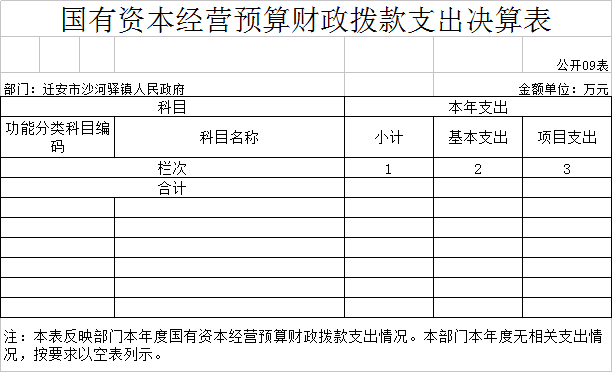 国有资本经营预算财政拨款支出决算表
公开09表
部门：迁安市沙河驿镇人民政府 金额单位：万元
科目 本年支出
功能分类科目编码 科目名称 小计 基本支出 项目支出
栏次 1 2 3
合计
注：本表反映部门本年度国有资本经营预算财政拨款支出情况。本部门本年度无相关支出情
况，按要求以空表列示。